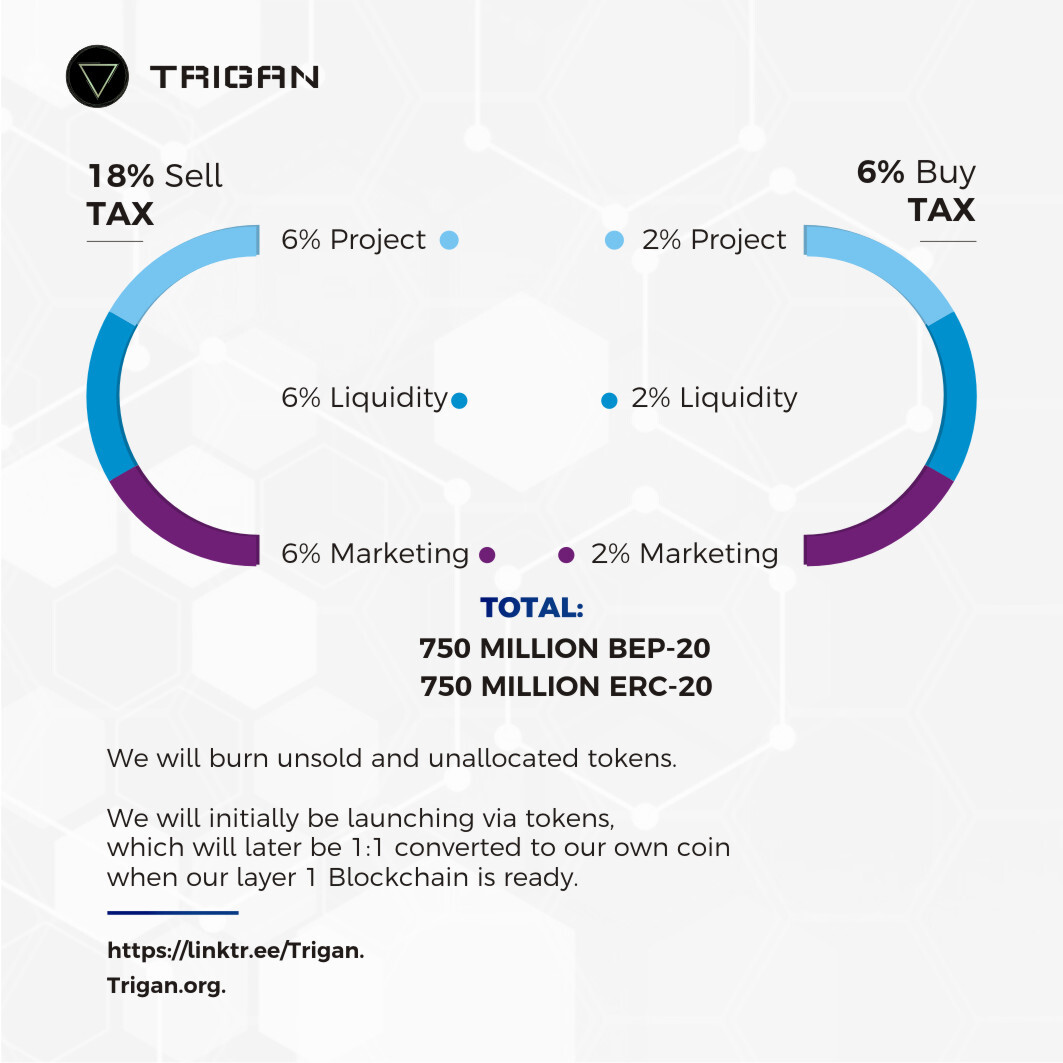 TRIGAN
18% Sell
TAX
6% Buy
TAX
6% Project
2% Project
6% Liquidity
2% Liquidity
6% Marketing
2% Marketing
TOTAL:
750 MILLION BEP-20
750 MILLION ERC-20
We will burn unsold and unallocated tokens.
We will initially be launching via tokens,
which will later be 1:1 converted to our own coin
when our layer 1 Blockchain is ready.
https://linktr.ee/Trigan.
Trigan.org.